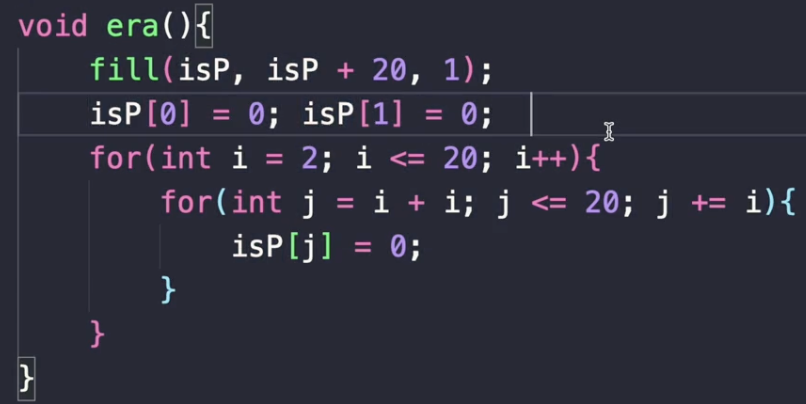 void era(){
fill(isP, isP + 20, 1);
isP[0] = 0; isP[1] = 0;
for(int i = 2; i <= 20; i++){
for(int j = i + i; j <= 20; j += i){
isP[j] = 0;
}
}
}